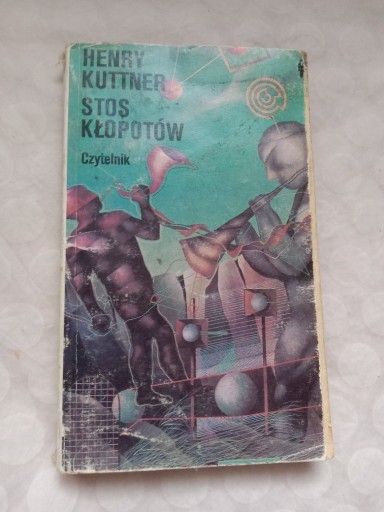 HENRY
KUTTNER
STOS
KŁOPOTÓW
Czytelnik